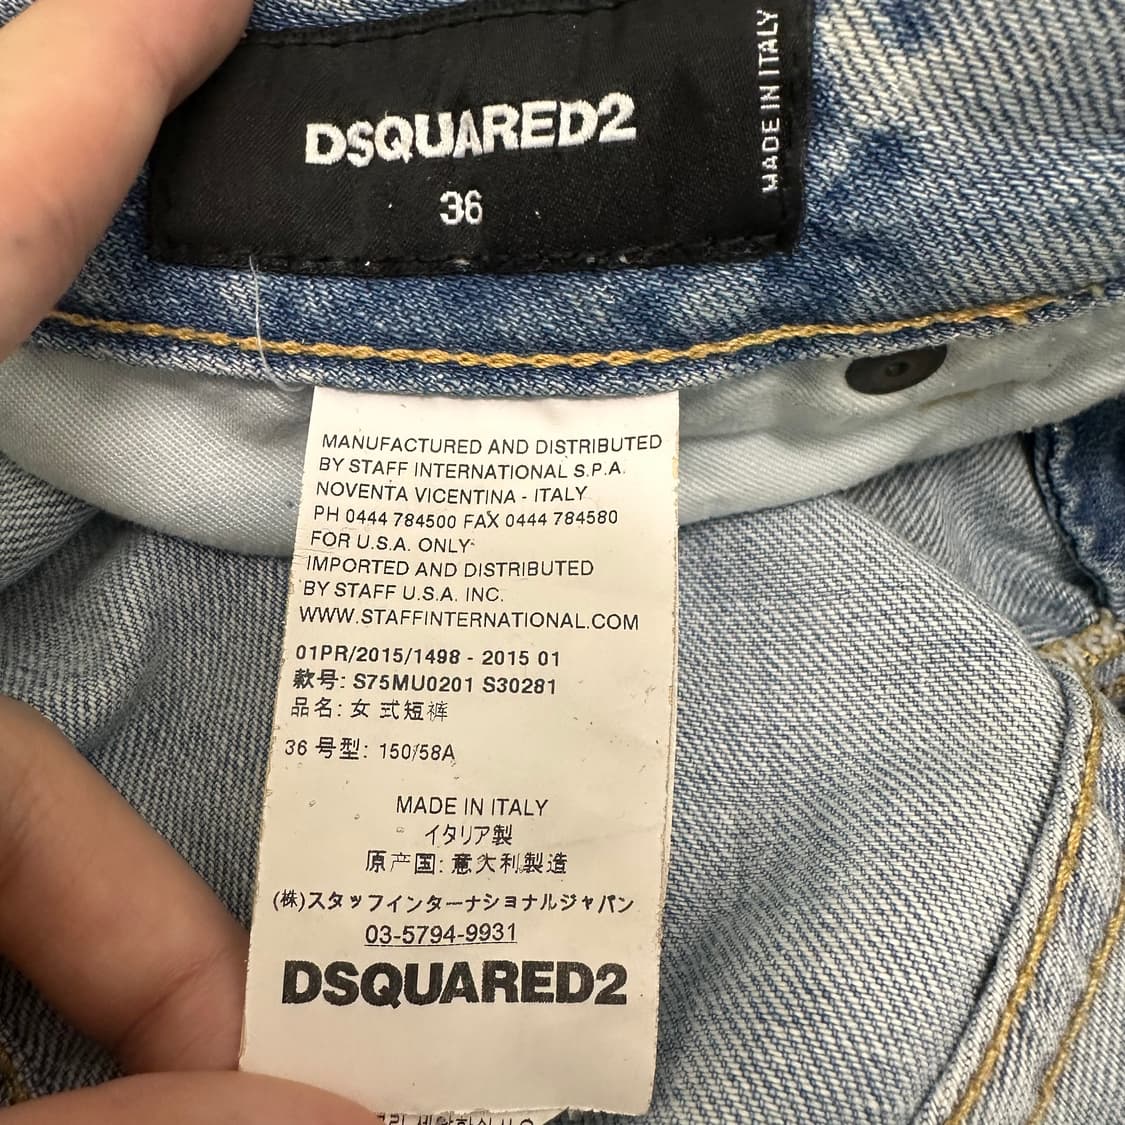 DSQUARED2
36
MADE IN ITALY
MANUFACTURED AND DISTRIBUTED
BY STAFF INTERNATIONAL S.P.A.
NOVENTA VICENTINA - ITALY
PH 0444 784500 FAX 0444 784580
FOR U.S.A. ONLY
IMPORTED AND DISTRIBUTED
BY STAFF U.S.A. INC.
WWW.STAFFINTERNATIONAL.COM
01PR/2015/1498 - 2015 01
款号: S75MU0201 S30281
品名: 女 式短裤
36 号型: 150/58A
MADE IN ITALY
イタリア製
原产国: 意大利製造
(株)スタッフインターナショナルジャパン
03-5794-9931
DSQUARED2